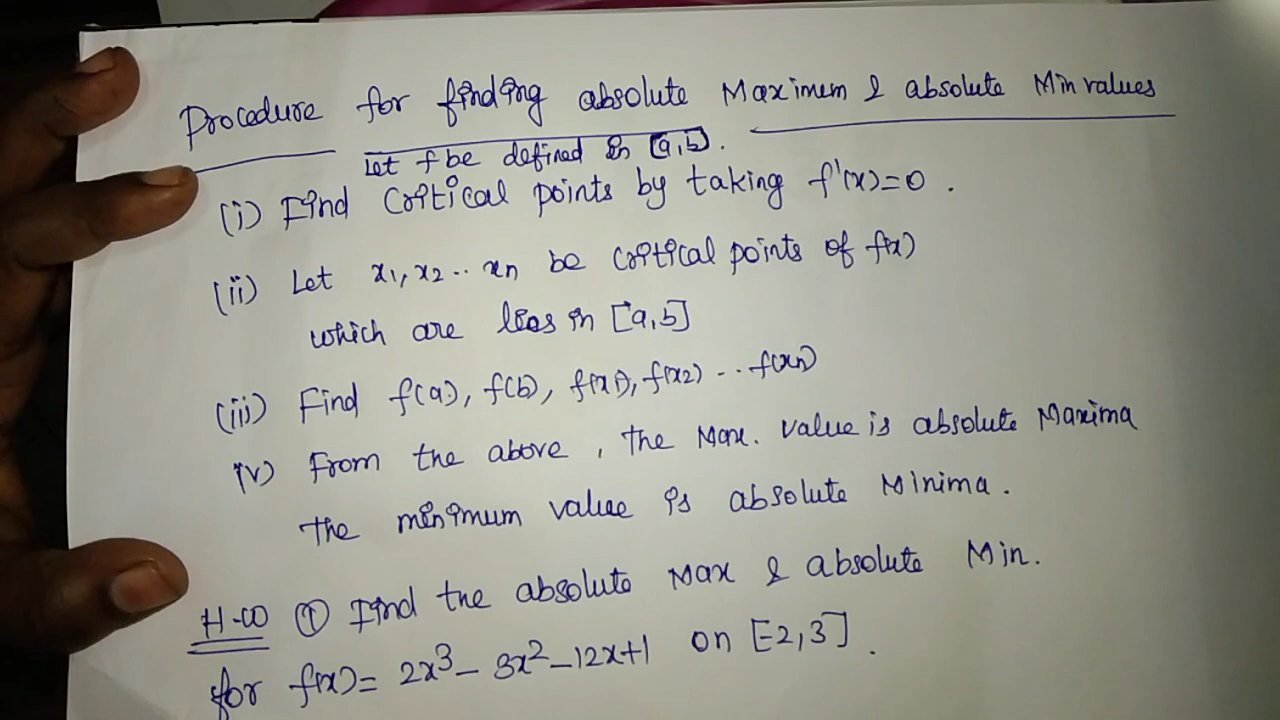 Procedure for finding absolute Maximum & absolute Min values
Let f be defined in [a,b].
(i) Find Critical points by taking f'(x)=0.
(ii) Let x1, x2 .. xn be critical points of f(x)
which are lies in [a,b]
(iii) Find f(a), f(b), f(x1), f(x2) -.. f(xn)
IV) From the above, the Max. value is absolute Maxima
The minimum value is absolute Minima.
H-W ① Find the absolute Max & absolute Min.
for f(x)= 2x³- 3x²-12x+1 on [-2,3].